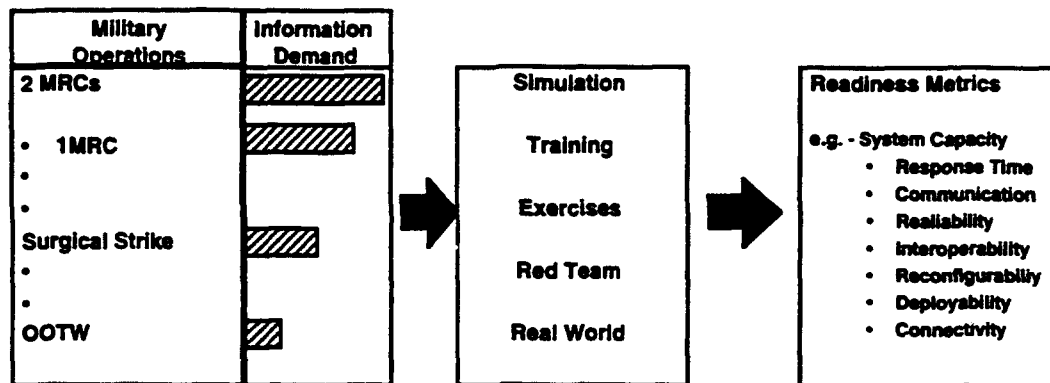 Military
Operations
Information
Demand
2 MRCs
• 1MRC
•
•
Surgical Strike
•
•
OOTW
Simulation
Training
Exercises
Red Team
Real World
Readiness Metrics
e.g. - System Capacity
• Response Time
• Communication
• Realiability
• Interoperability
• Reconfigurabiliy
• Deployability
• Connectivity